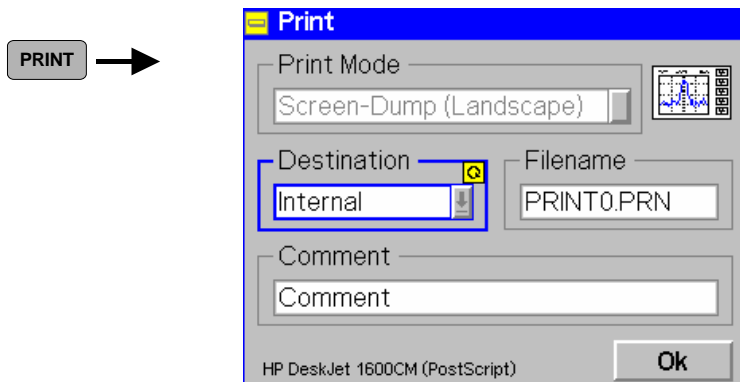 PRINT
Print
Print Mode
Screen-Dump (Landscape)
Destination
Filename
Internal
PRINT0.PRN
Comment
Comment
HP DeskJet 1600CM (PostScript)
Ok